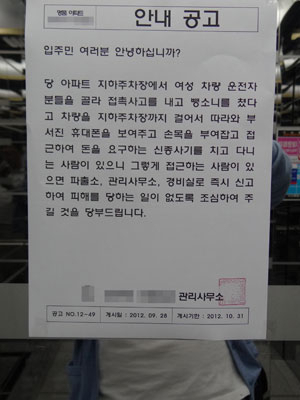 명품 아파트
안내 공고
입주민 여러분 안녕하십니까?
당 아파트 지하주차장에서 여성 차량 운전자
분들을 골라 접촉사고를 내고 뺑소니를 쳤다
고 차량을 지하주차장까지 걸어서 따라와 부
서진 휴대폰을 보여주고 손목을 부여잡고 접
근하여 돈을 요구하는 신종사기를 치고 다니
는 사람이 있으니 그렇게 접근하는 사람이 있
으면 파출소, 관리사무소, 경비실로 즉시 신고
하여 피해를 당하는 일이 없도록 조심하여 주
길 것을 당부드립니다.
관리사무소
공고 NO.12-49 게시일 : 2012. 09. 28 게시기한 : 2012. 10. 31